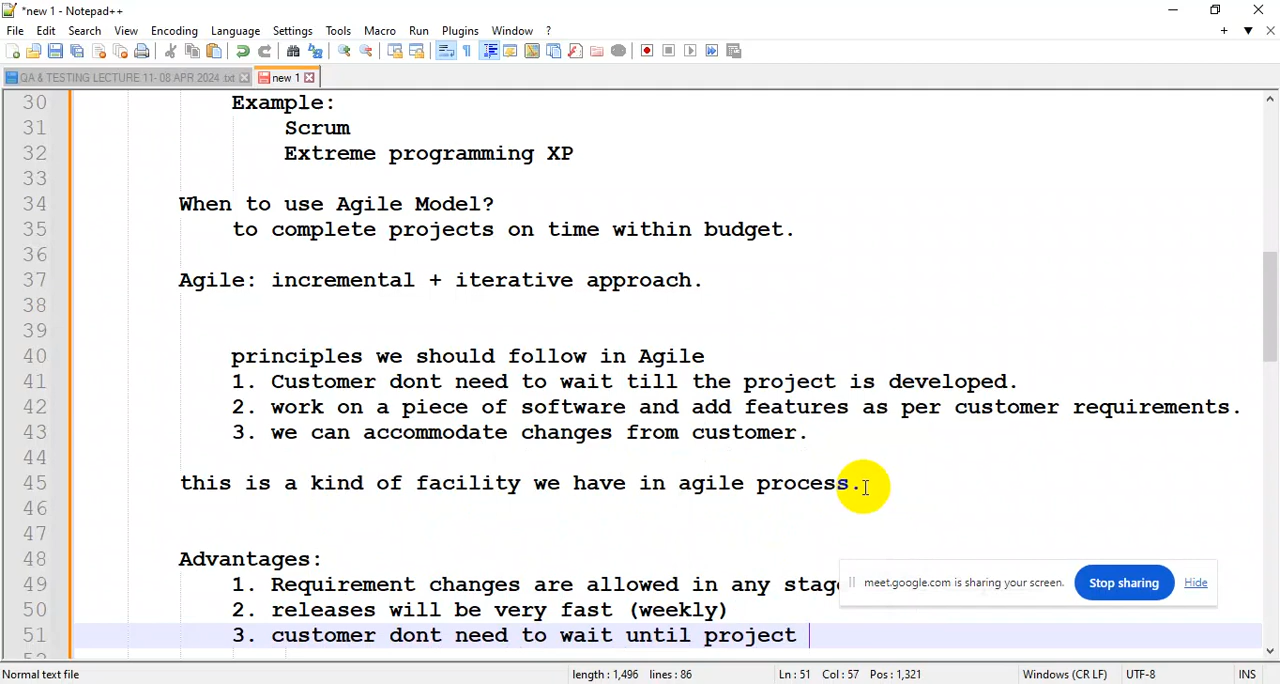 *new 1 - Notepad++
File Edit Search View Encoding Language Settings Tools Macro Run Plugins Window ?
QA & TESTING LECTURE 11- 08 APR 2024 .txt new 1
30 Example:
31 Scrum
32 Extreme programming XP
33
34 When to use Agile Model?
35 to complete projects on time within budget.
36
37 Agile: incremental + iterative approach.
38
39
40 principles we should follow in Agile
41 1. Customer dont need to wait till the project is developed.
42 2. work on a piece of software and add features as per customer requirements.
43 3. we can accommodate changes from customer.
44
45 this is a kind of facility we have in agile process.
46
47
48 Advantages:
49 1. Requirement changes are allowed in any
meet.google.com is sharing your screen. Stop sharing Hide
50 2. releases will be very fast (weekly)
51 3. customer dont need to wait until project
Normal text file length : 1,496 lines : 86 Ln : 51 Col : 57 Pos : 1,321 Windows (CR LF) UTF-8 INS